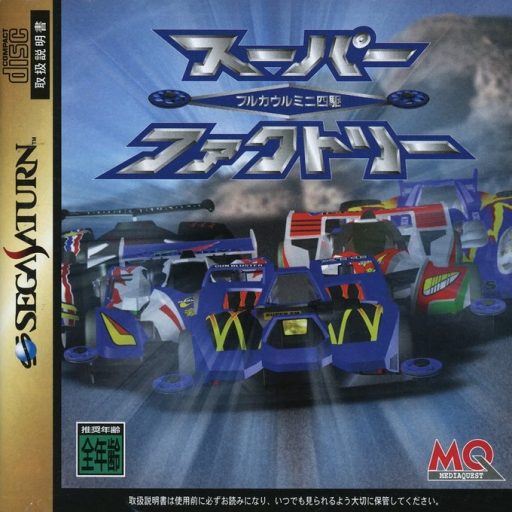 COMPACT
disc
取扱説明書
SEGA SATURN™
スーパー
フルカウルミニ四駆
ファクトリー
推奨年齢
全年齢
MQ
MEDIAQUEST
取扱説明書は使用前に必ずお読みになり、いつでも見られるよう大切に保管してください。